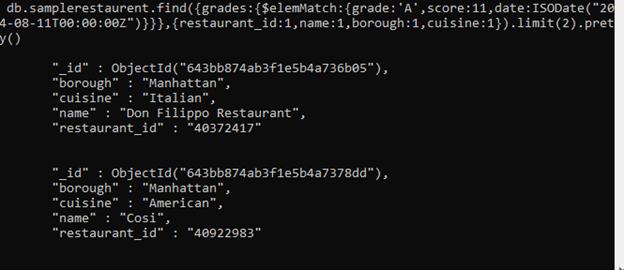 db.samplerestaurent.find({grades:{$elemMatch:{grade:'A',score:11,date:ISODate("20
4-08-11T00:00:00Z")}}},{restaurant_id:1,name:1,borough:1,cuisine:1}).limit(2).pret
y()
"_id" : ObjectId("643bb874ab3f1e5b4a736b05"),
"borough" : "Manhattan",
"cuisine" : "Italian",
"name" : "Don Filippo Restaurant",
"restaurant_id" : "40372417"
"_id" : ObjectId("643bb874ab3f1e5b4a7378dd"),
"borough" : "Manhattan",
"cuisine" : "American",
"name" : "Cosi",
"restaurant_id" : "40922983"